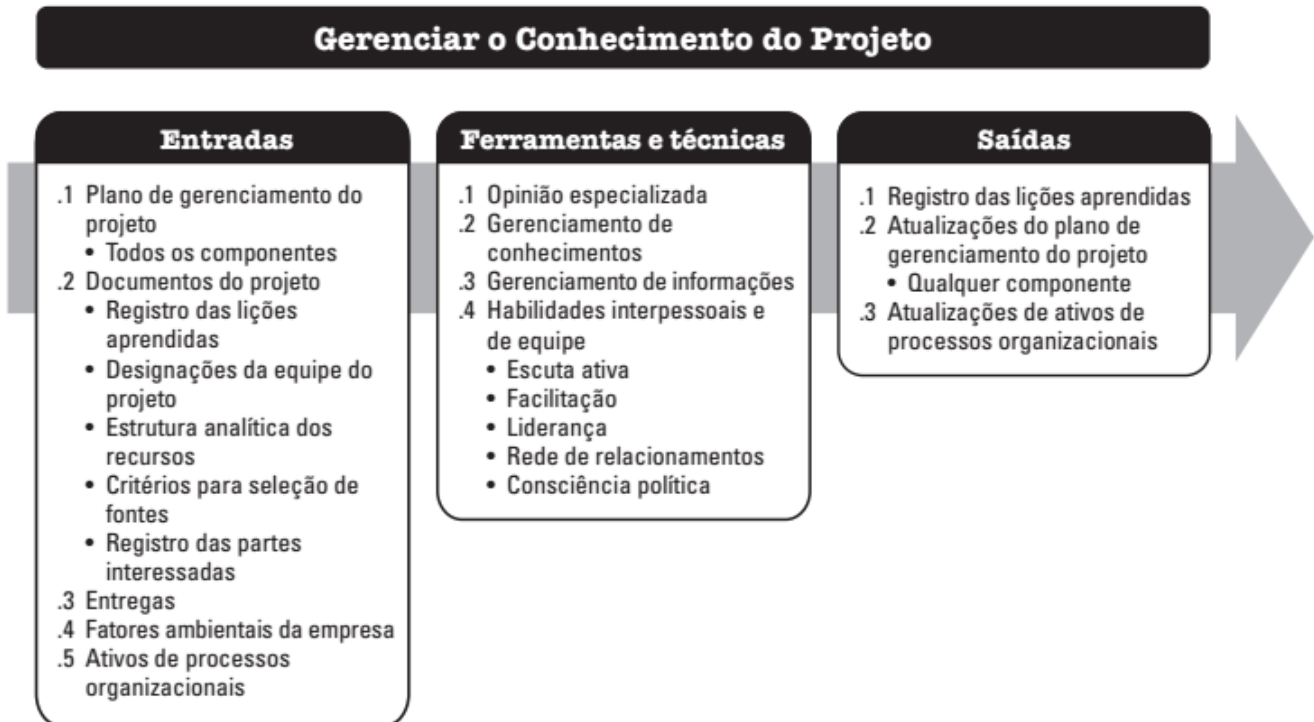 Gerenciar o Conhecimento do Projeto
Entradas
.1 Plano de gerenciamento do
projeto
• Todos os componentes
.2 Documentos do projeto
• Registro das lições
aprendidas
• Designações da equipe do
projeto
• Estrutura analítica dos
recursos
• Critérios para seleção de
fontes
• Registro das partes
interessadas
.3 Entregas
.4 Fatores ambientais da empresa
.5 Ativos de processos
organizacionais
Ferramentas e técnicas
.1 Opinião especializada
.2 Gerenciamento de
conhecimentos
.3 Gerenciamento de informações
.4 Habilidades interpessoais e
de equipe
• Escuta ativa
• Facilitação
• Liderança
• Rede de relacionamentos
• Consciência política
Saídas
.1 Registro das lições aprendidas
.2 Atualizações do plano de
gerenciamento do projeto
• Qualquer componente
.3 Atualizações de ativos de
processos organizacionais